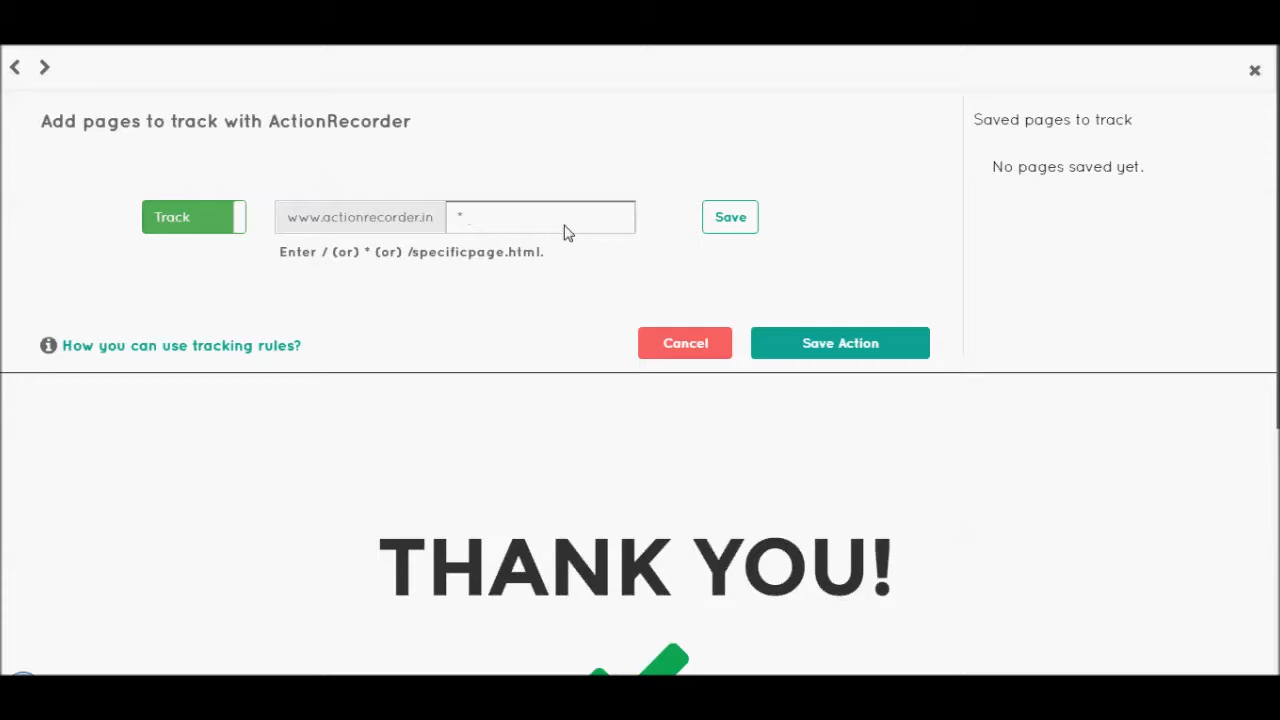 Add pages to track with ActionRecorder
Saved pages to track
No pages saved yet.
Track
www.actionrecorder.in
*
Save
Enter / (or) * (or) /specificpage.html.
How you can use tracking rules?
Cancel
Save Action
THANK YOU!